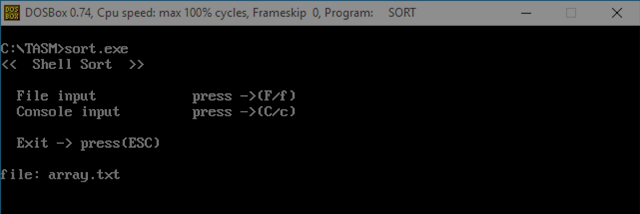 DOSBox 0.74, Cpu speed: max 100% cycles, Frameskip 0, Program: SORT
C:\TASM>sort.exe
<< Shell Sort >>
File input press ->(F/f)
Console input press ->(C/c)
Exit -> press(ESC)
file: array.txt